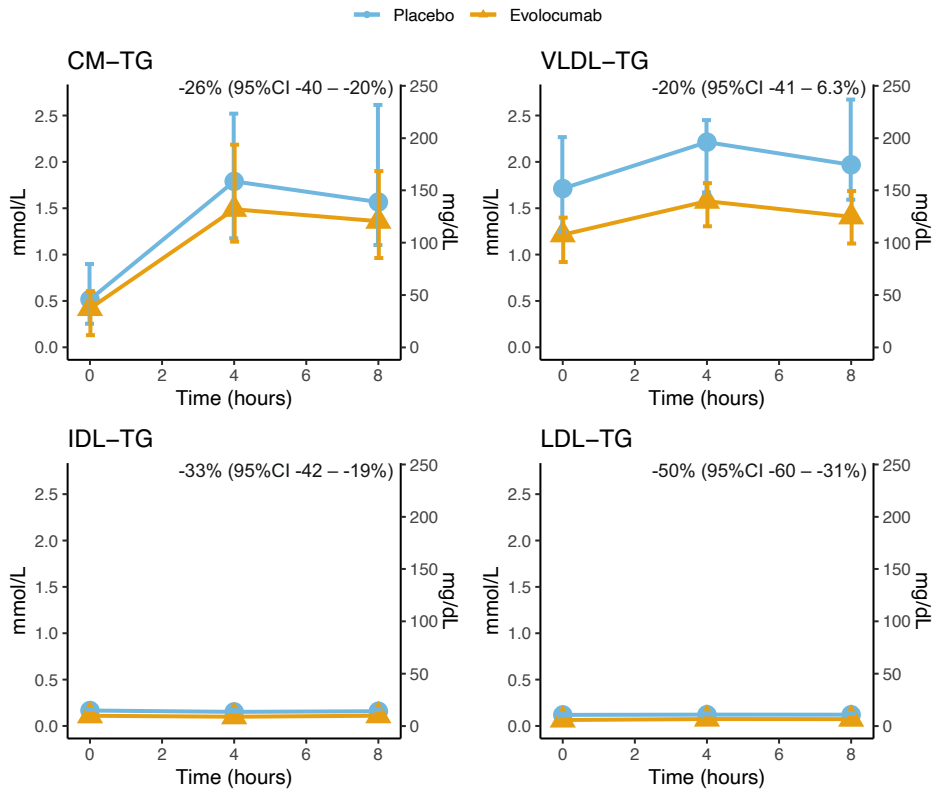 Placebo Evolocumab
CM−TG
-26% (95%CI -40 – -20%)
mmol/L
2.5
2.0
1.5
1.0
0.5
0.0
250
200
150
100
50
0
mg/dL
0 2 4 6 8
Time (hours)
VLDL−TG
-20% (95%CI -41 – 6.3%)
mmol/L
2.5
2.0
1.5
1.0
0.5
0.0
250
200
150
100
50
0
mg/dL
0 2 4 6 8
Time (hours)
IDL−TG
-33% (95%CI -42 – -19%)
mmol/L
2.5
2.0
1.5
1.0
0.5
0.0
250
200
150
100
50
0
mg/dL
0 2 4 6 8
Time (hours)
LDL−TG
-50% (95%CI -60 – -31%)
mmol/L
2.5
2.0
1.5
1.0
0.5
0.0
250
200
150
100
50
0
mg/dL
0 2 4 6 8
Time (hours)